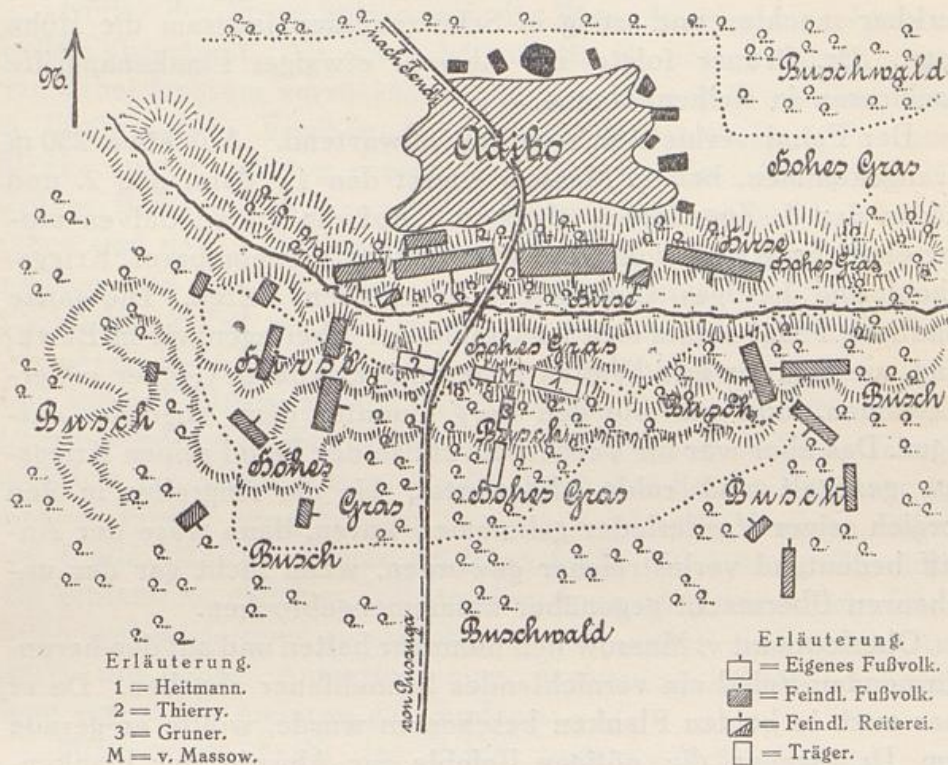 N.
nach Jendi
Adibo
Buschwald
Hohes Gras
Hirse
Hohes Gras
Hirse
Hohes Gras
Hirse
2
1
Busch
Busch
Busch
Busch
Hohes
Gras
Hohes Gras
Busch
Busch
Buschwald
von Pussuga
Erläuterung.
1 = Heitmann.
2 = Thierry.
3 = Gruner.
M = v. Massow.
Erläuterung.
= Eigenes Fußvolk.
= Feindl. Fußvolk.
= Feindl. Reiterei.
= Träger.